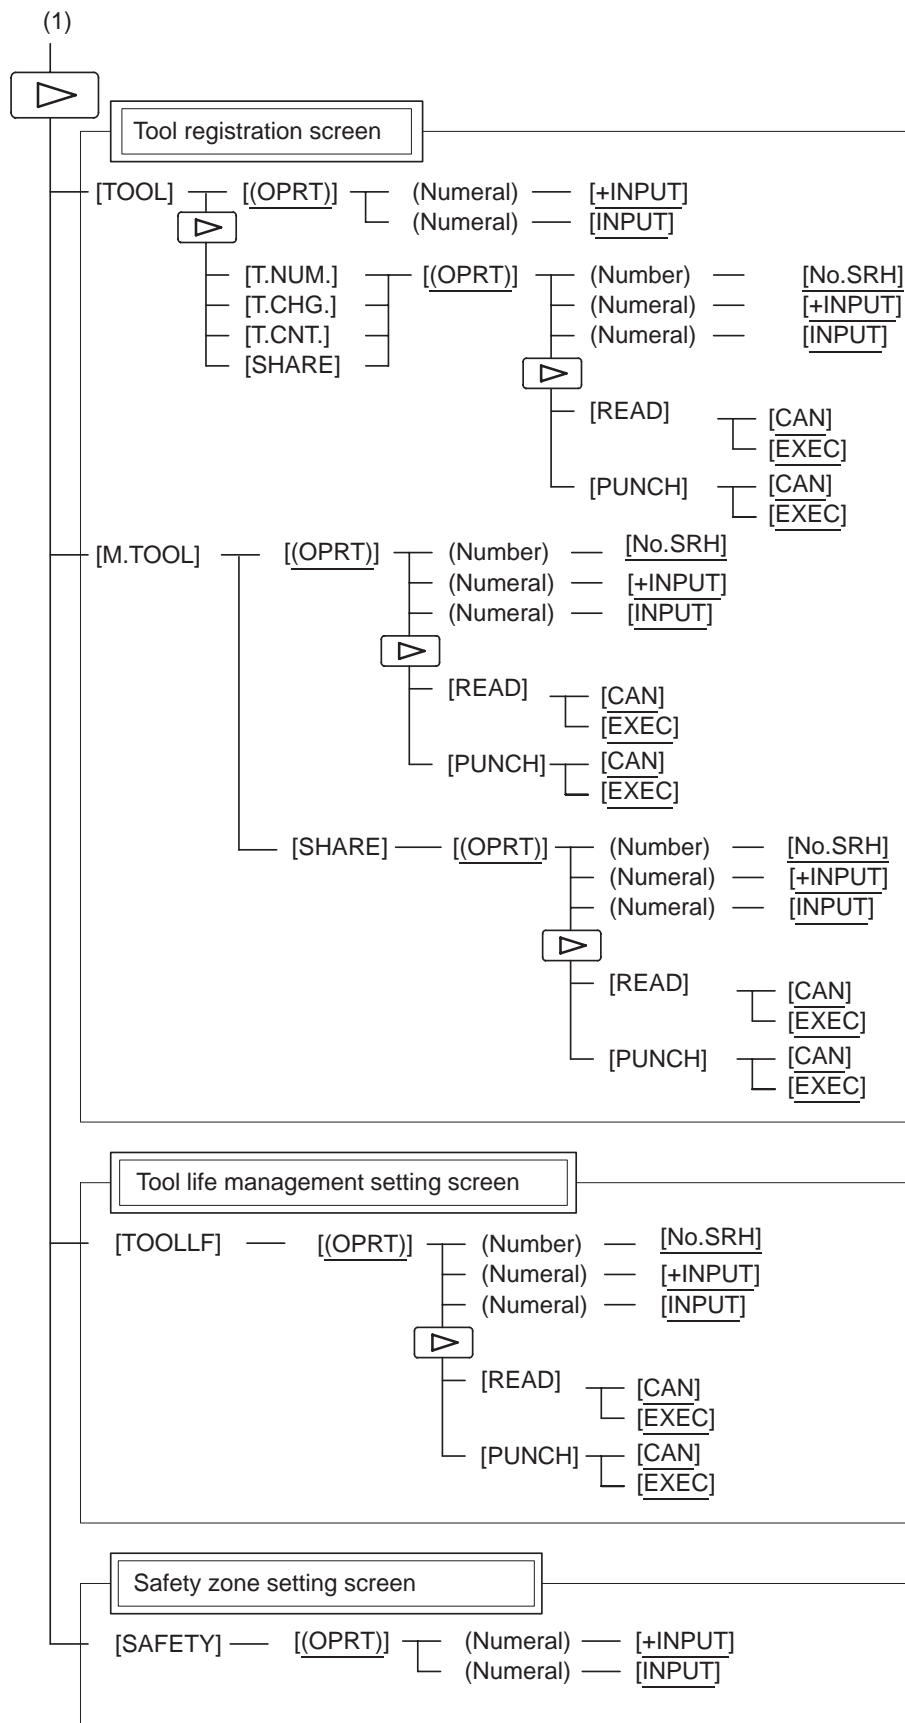 (1)
Tool registration screen
[TOOL] [(OPRT)] (Numeral) [+INPUT]
(Numeral) [INPUT]
[T.NUM.] [(OPRT)] (Number) [No.SRH]
[T.CHG.] (Numeral) [+INPUT]
[T.CNT.] (Numeral) [INPUT]
[SHARE]
[READ] [CAN]
[EXEC]
[PUNCH] [CAN]
[EXEC]
[M.TOOL] [(OPRT)] (Number) [No.SRH]
(Numeral) [+INPUT]
(Numeral) [INPUT]
[READ] [CAN]
[EXEC]
[PUNCH] [CAN]
[EXEC]
[SHARE] [(OPRT)] (Number) [No.SRH]
(Numeral) [+INPUT]
(Numeral) [INPUT]
[READ] [CAN]
[EXEC]
[PUNCH] [CAN]
[EXEC]
Tool life management setting screen
[TOOLLF] [(OPRT)] (Number) [No.SRH]
(Numeral) [+INPUT]
(Numeral) [INPUT]
[READ] [CAN]
[EXEC]
[PUNCH] [CAN]
[EXEC]
Safety zone setting screen
[SAFETY] [(OPRT)] (Numeral) [+INPUT]
(Numeral) [INPUT]